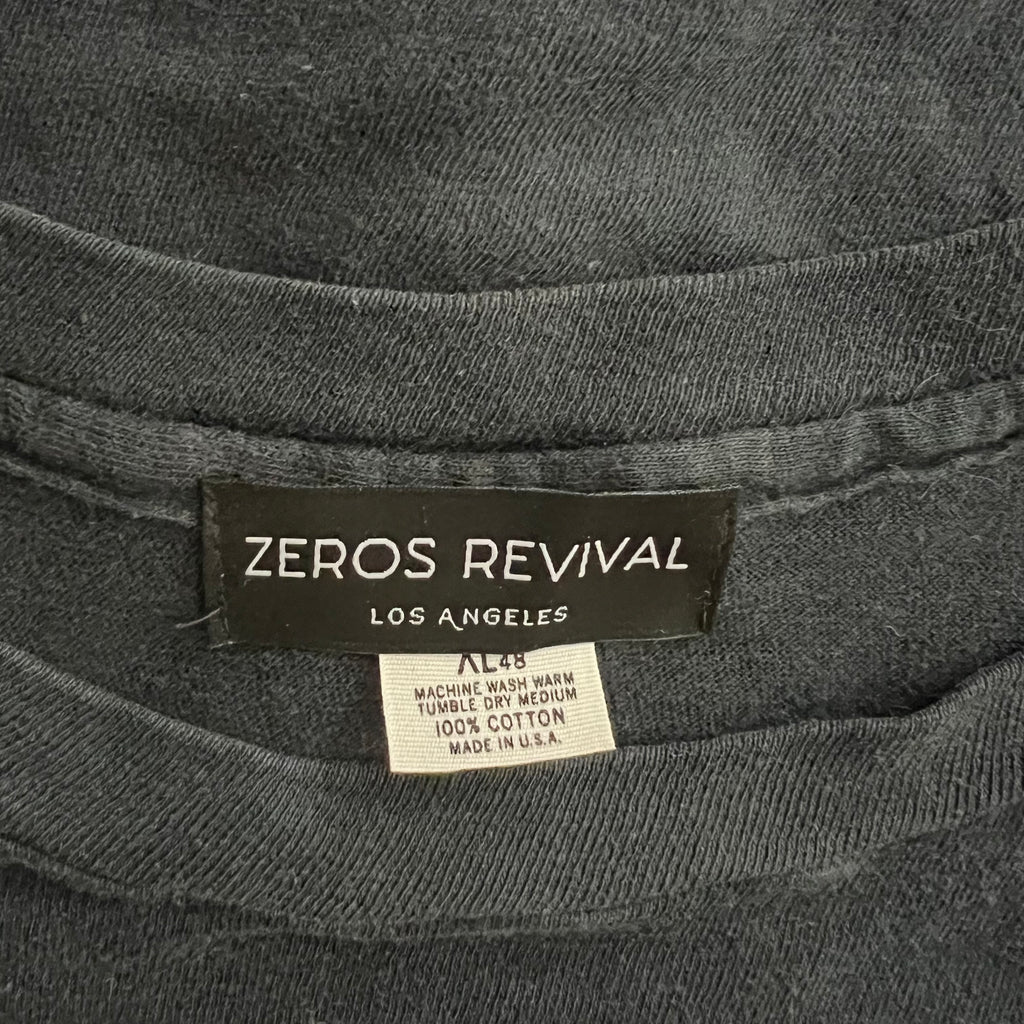 ZEROS REVIVAL
LOS ANGELES
XL48
MACHINE WASH WARM
TUMBLE DRY MEDIUM
100% COTTON
MADE IN U.S.A.